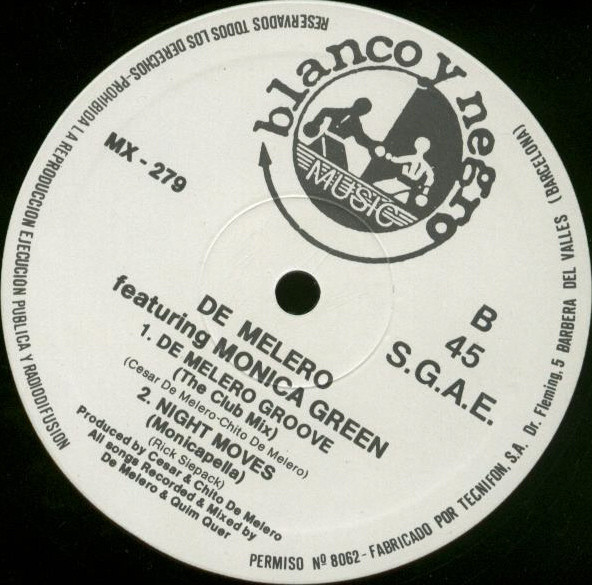 RESERVADOS TODOS LOS DERECHOS-PROHIBIDA LA REPRODUCCION EJECUCION PUBLICA Y RADIODIFUSION
blanco y negro
MUSIC
MX - 279
B
45
S.G.A.E.
DE MELERO
featuring MONICA GREEN
1. DE MELERO GROOVE
(The Club Mix)
(Cesar De Melero-Chito De Melero)
2. NIGHT MOVES
(Monicapella)
(Rick Slepack)
Produced by Cesar & Chito De Melero
All songs Recorded & Mixed by
De Melero & Quim Quer
PERMISO Nº 8062-FABRICADO POR TECNIFON. S.A. Dr. Fleming, 5 BARBERA DEL VALLES (BARCELONA)